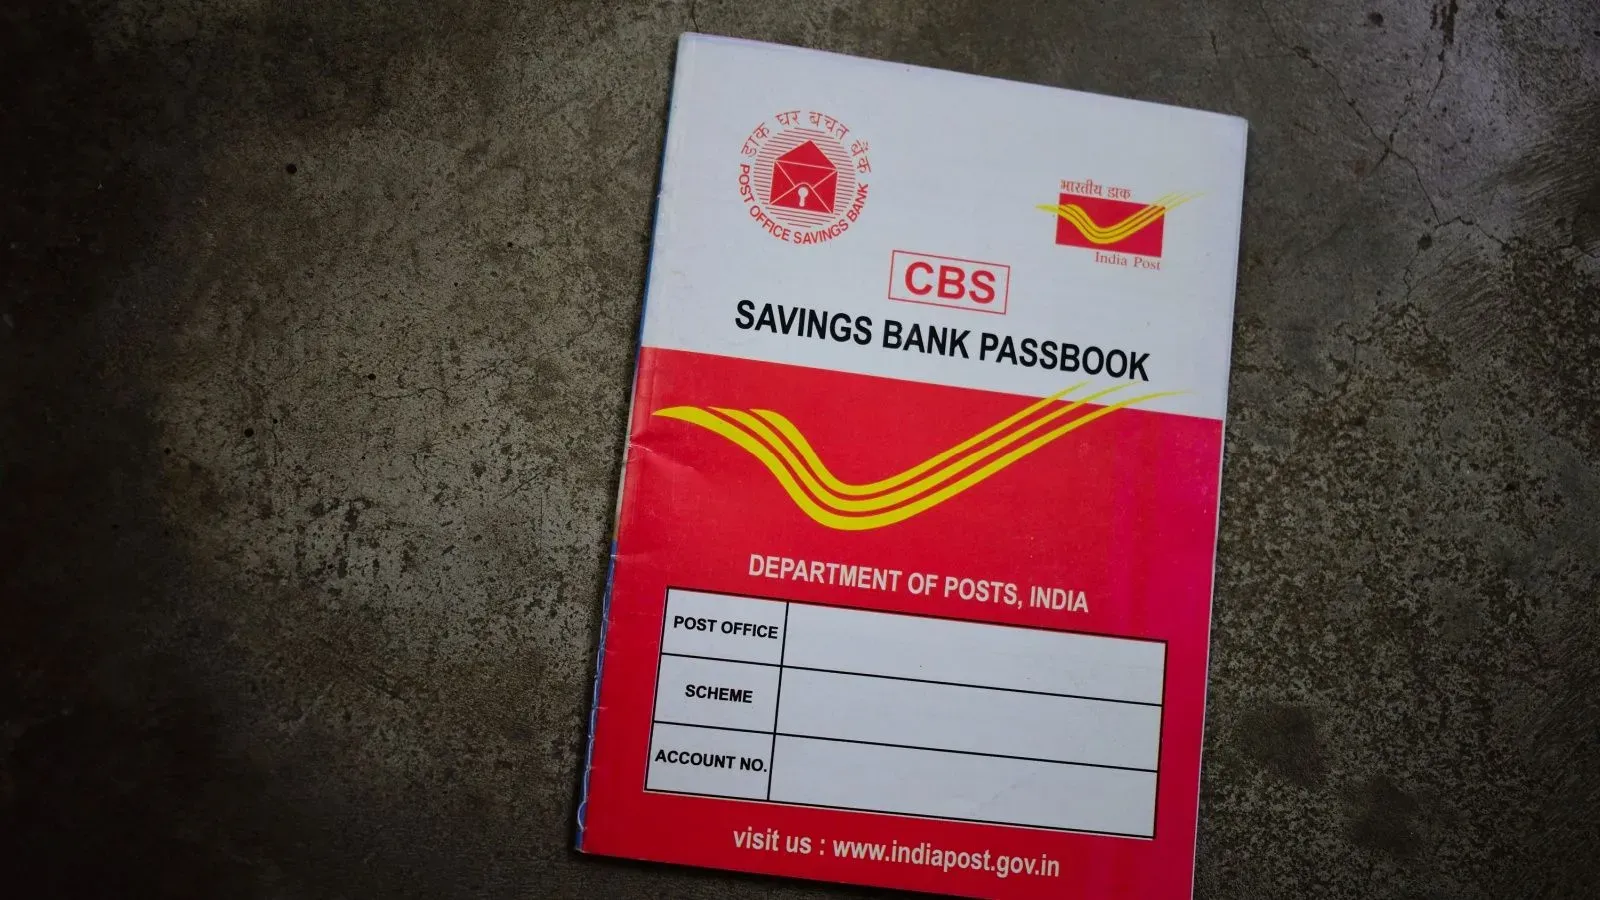 डाक घर बचत बैंक
POST OFFICE SAVINGS BANK
भारतीय डाक
India Post
CBS
SAVINGS BANK PASSBOOK
DEPARTMENT OF POSTS, INDIA
POST OFFICE
SCHEME
ACCOUNT NO.
visit us : www.indiapost.gov.in